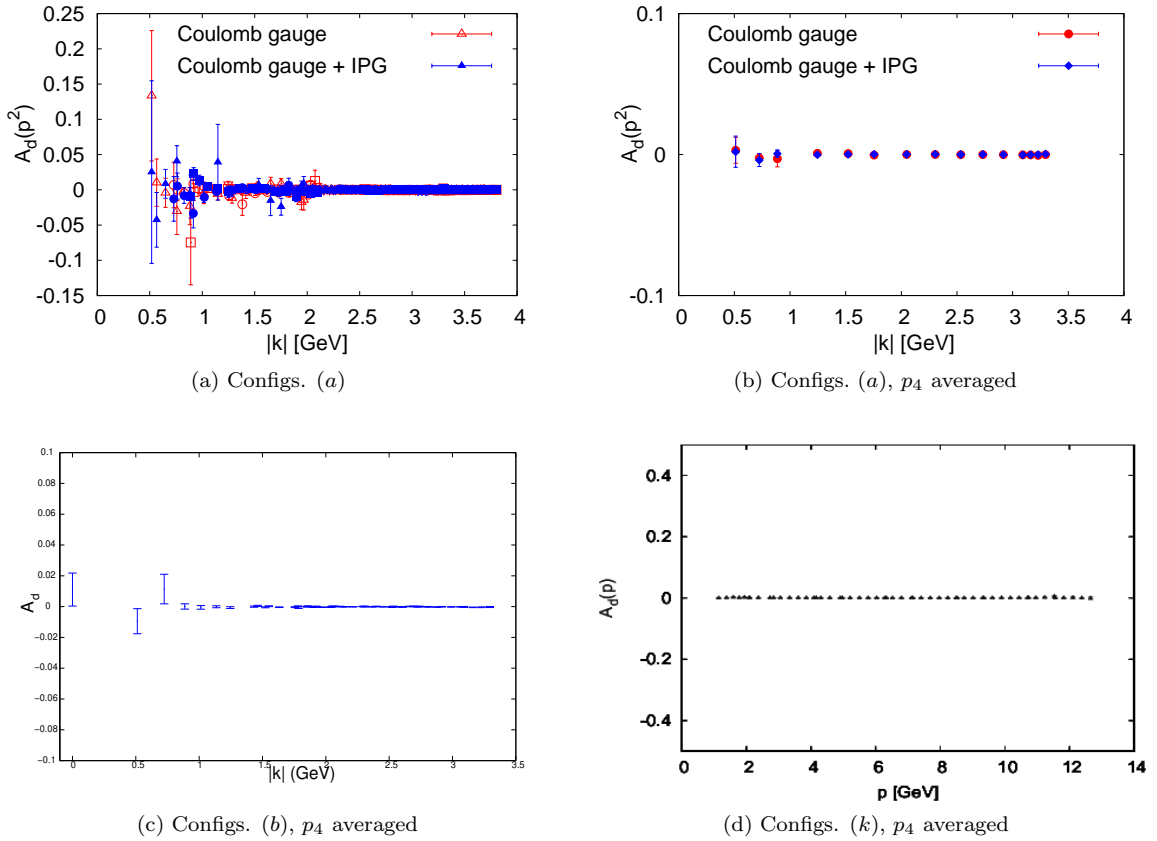 0.25
0.2
0.15
0.1
0.05
0
-0.05
-0.1
-0.15
A_d(p^2)
Coulomb gauge
Coulomb gauge + IPG
0 0.5 1 1.5 2 2.5 3 3.5 4
|k| [GeV]
(a) Configs. (a)
0.1
0
-0.1
A_d(p^2)
Coulomb gauge
Coulomb gauge + IPG
0 0.5 1 1.5 2 2.5 3 3.5 4
|k| [GeV]
(b) Configs. (a), p_4 averaged
0.1
0.08
0.06
0.04
0.02
0
-0.02
-0.04
-0.06
-0.08
-0.1
A_d
0 0.5 1 1.5 2 2.5 3 3.5
|k| (GeV)
(c) Configs. (b), p_4 averaged
0.4
0.2
0
-0.2
-0.4
A_d(p)
0 2 4 6 8 10 12 14
p [GeV]
(d) Configs. (k), p_4 averaged